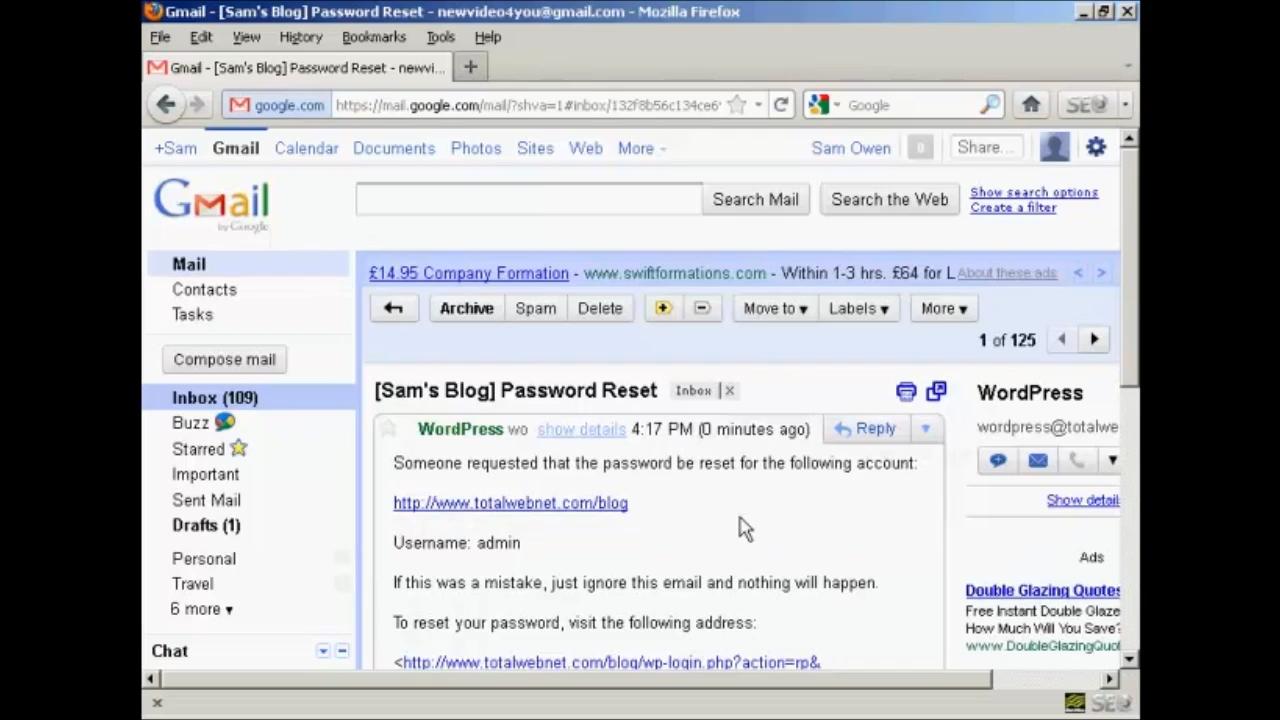 Gmail - [Sam's Blog] Password Reset - newvideo4you@gmail.com - Mozilla Firefox
File Edit View History Bookmarks Tools Help
Gmail - [Sam's Blog] Password Reset - newvi...
google.com https://mail.google.com/mail/?shva=1#inbox/132f8b56c134ce6 Google SEO
+Sam Gmail Calendar Documents Photos Sites Web More Sam Owen 0 Share...
Gmail Search Mail Search the Web Show search options
by Google Create a filter
Mail
Contacts
Tasks
Compose mail
Inbox (109)
Buzz
Starred
Important
Sent Mail
Drafts (1)
Personal
Travel
6 more
Chat
£14.95 Company Formation - www.swiftformations.com - Within 1-3 hrs. £64 for L About these ads < >
Archive Spam Delete Move to Labels More
1 of 125
[Sam's Blog] Password Reset Inbox X
WordPress wo show details 4:17 PM (0 minutes ago) Reply
Someone requested that the password be reset for the following account:
http://www.totalwebnet.com/blog
Username: admin
If this was a mistake, just ignore this email and nothing will happen.
To reset your password, visit the following address:
<http://www.totalwebnet.com/blog/wp-login.php?action=rp&
WordPress
wordpress@totalwe
Show detail
Ads
Double Glazing Quotes
Free Instant Double Glaze
How Much Will You Save?
www.DoubleGlazingQuot
x SEO